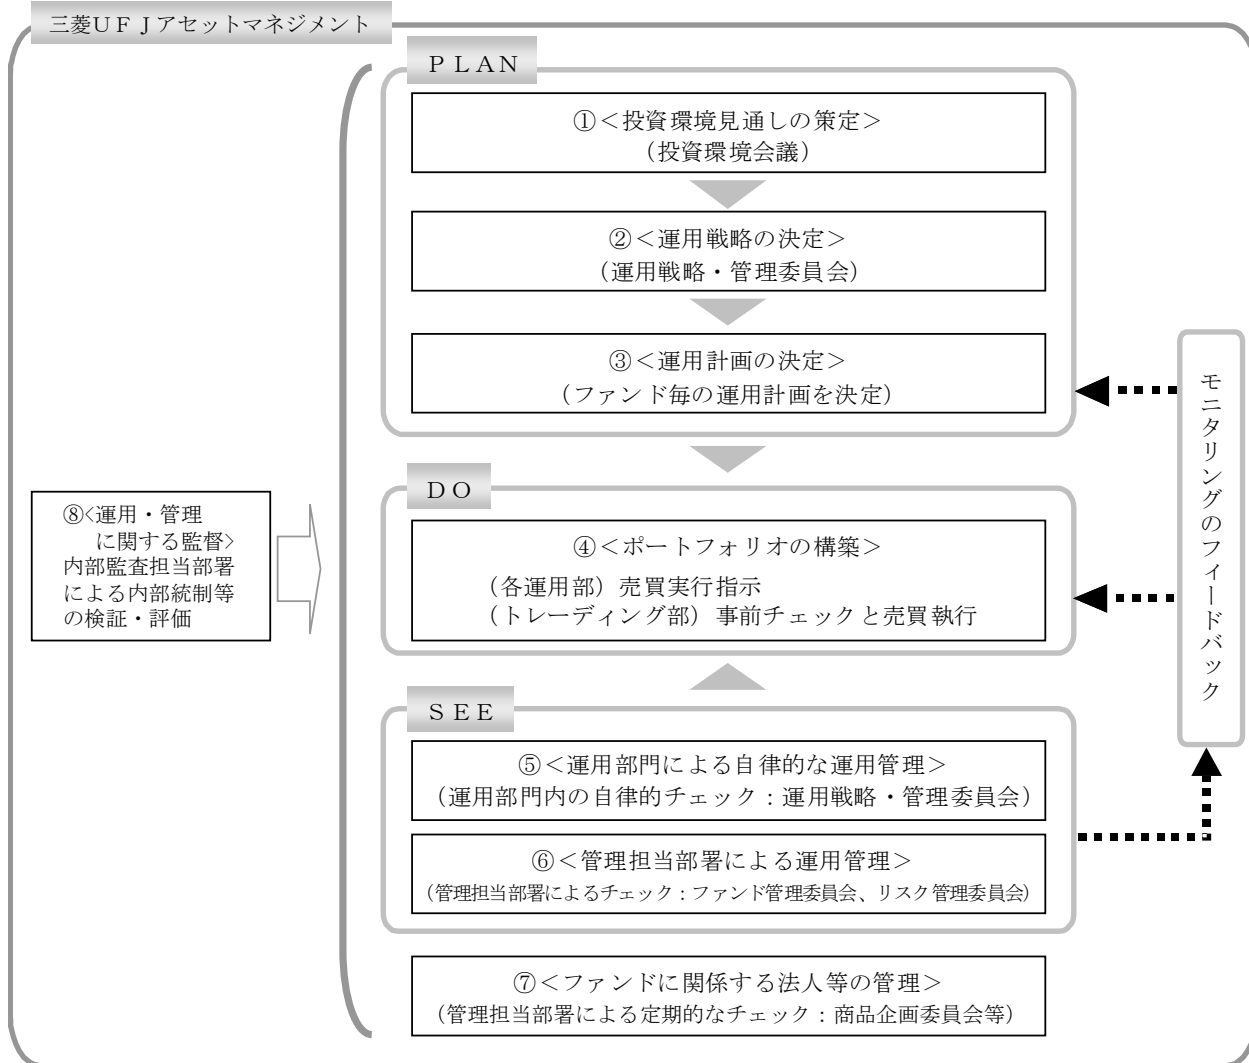 三菱ＵＦＪアセットマネジメント
ＰＬＡＮ
①＜投資環境見通しの策定＞
（投資環境会議）
②＜運用戦略の決定＞
（運用戦略・管理委員会）
③＜運用計画の決定＞
（ファンド毎の運用計画を決定）
ＤＯ
④＜ポートフォリオの構築＞
（各運用部）売買実行指示
（トレーディング部）事前チェックと売買執行
ＳＥＥ
⑤＜運用部門による自律的な運用管理＞
（運用部門内の自律的チェック：運用戦略・管理委員会）
⑥＜管理担当部署による運用管理＞
（管理担当部署によるチェック：ファンド管理委員会、リスク管理委員会）
⑦＜ファンドに関係する法人等の管理＞
（管理担当部署による定期的なチェック：商品企画委員会等）
⑧<運用・管理
に関する監督>
内部監査担当部署
による内部統制等
の検証・評価
モニタリングのフィードバック